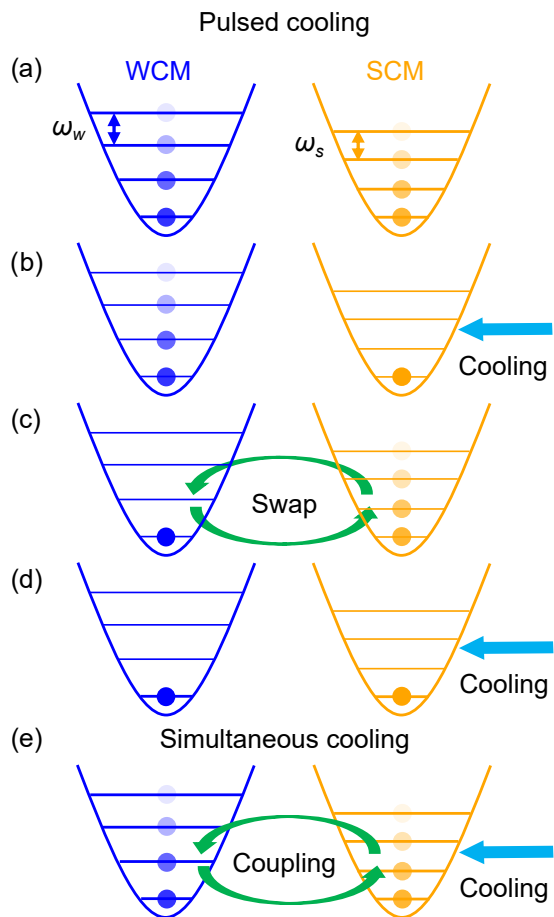 Pulsed cooling
(a)
WCM
SCM
ω_w
ω_s
(b)
Cooling
(c)
Swap
(d)
Cooling
(e)
Simultaneous cooling
Coupling
Cooling